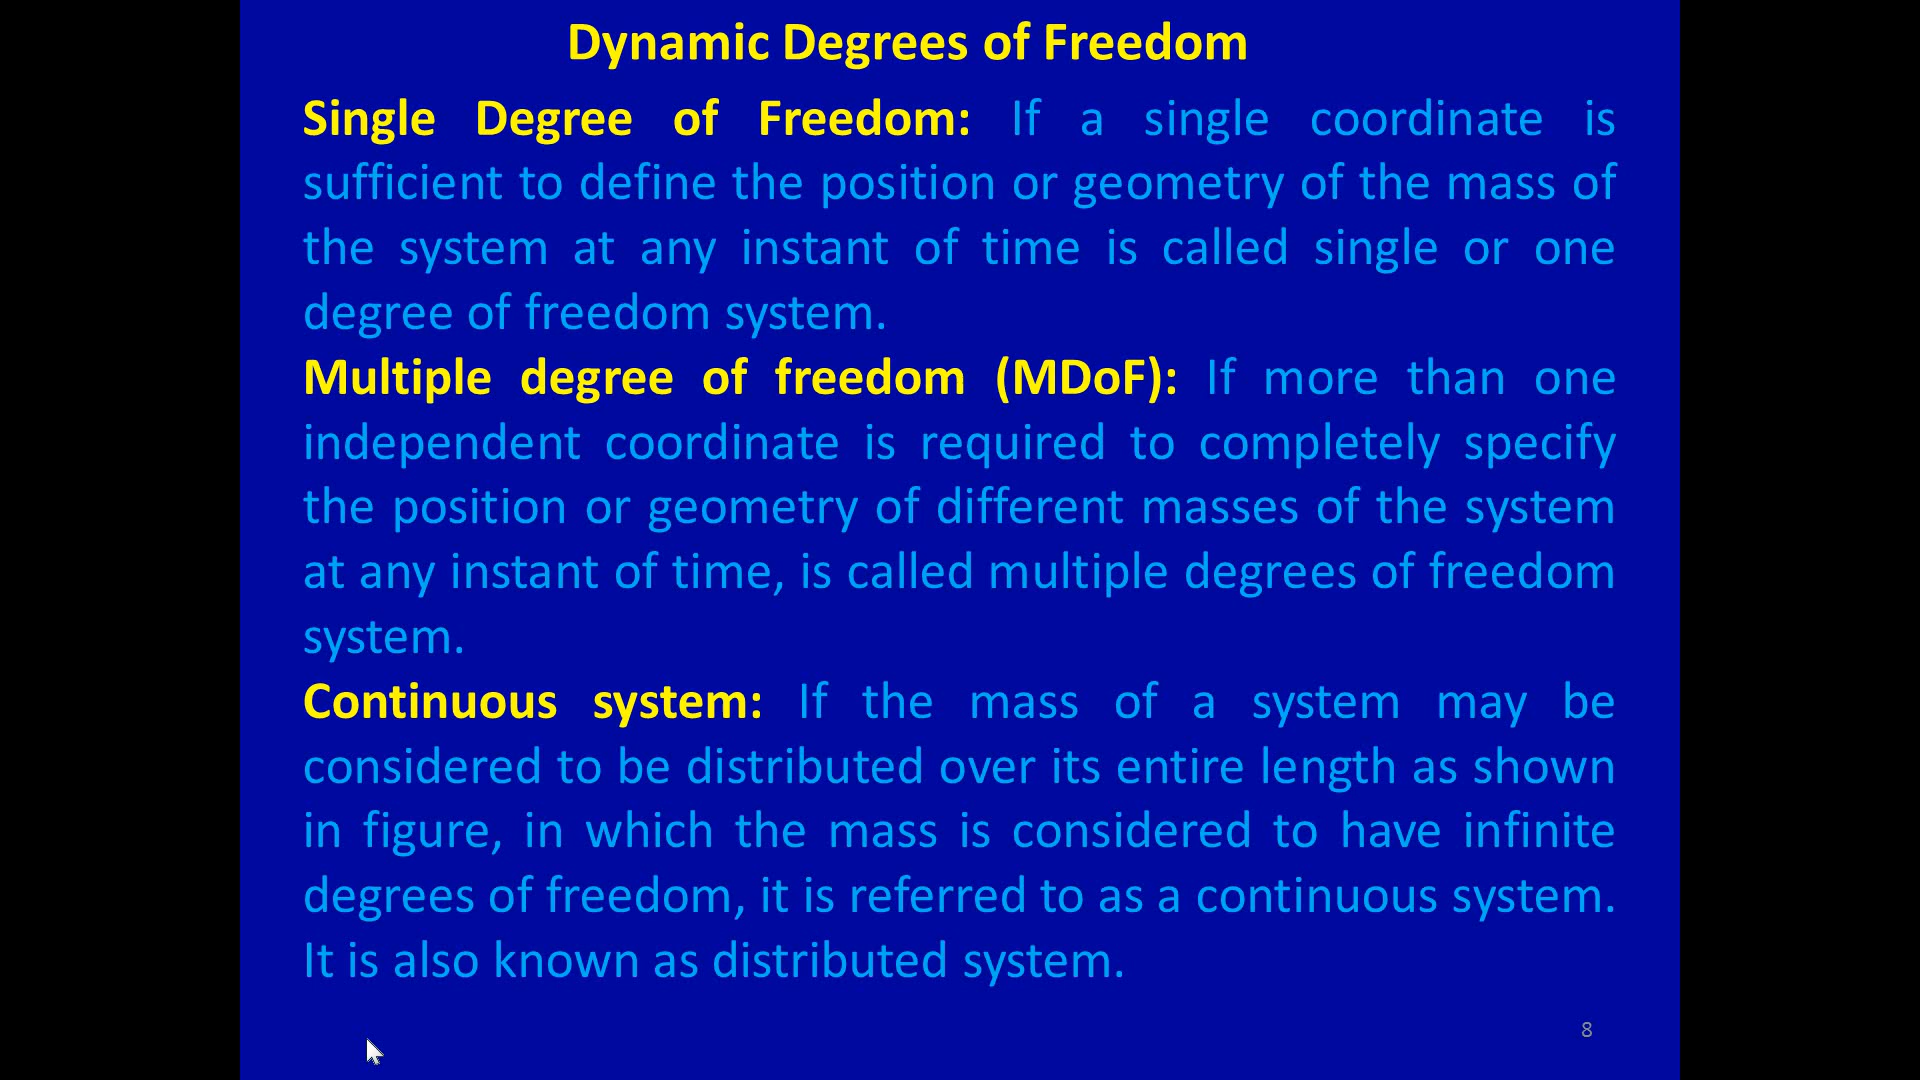 Dynamic Degrees of Freedom
Single Degree of Freedom: If a single coordinate is
sufficient to define the position or geometry of the mass of
the system at any instant of time is called single or one
degree of freedom system.
Multiple degree of freedom (MDoF): If more than one
independent coordinate is required to completely specify
the position or geometry of different masses of the system
at any instant of time, is called multiple degrees of freedom
system.
Continuous system: If the mass of a system may be
considered to be distributed over its entire length as shown
in figure, in which the mass is considered to have infinite
degrees of freedom, it is referred to as a continuous system.
It is also known as distributed system.
8